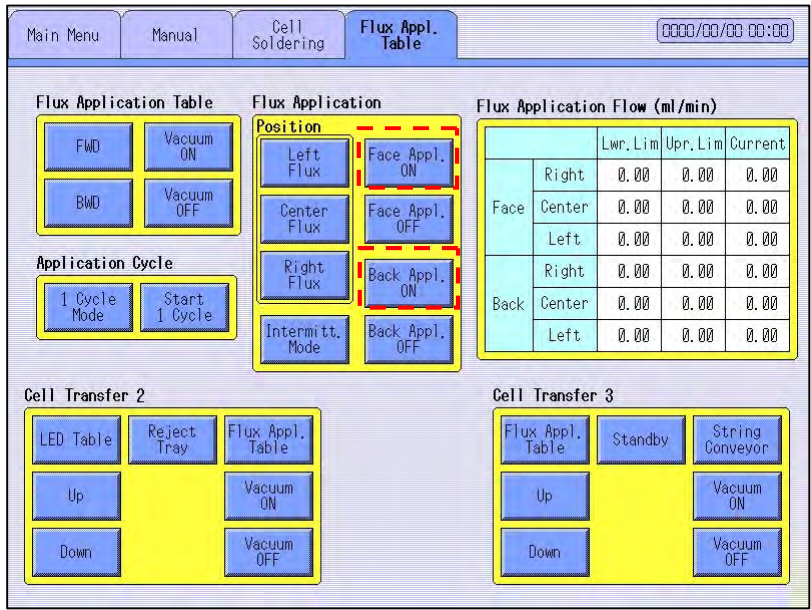 Main Menu
Manual
Cell
Soldering
Flux Appl.
Table
0000/00/00 00:00
Flux Application Table
FWD
Vacuum
ON
BWD
Vacuum
OFF
Application Cycle
1 Cycle
Mode
Start
1 Cycle
Flux Application
Position
Left
Flux
Face Appl.
ON
Center
Flux
Face Appl.
OFF
Right
Flux
Back Appl.
ON
Intermitt.
Mode
Back Appl.
OFF
Flux Application Flow (ml/min)
Lwr.Lim Upr.Lim Current
Face
Right 0.00 0.00 0.00
Center 0.00 0.00 0.00
Left 0.00 0.00 0.00
Back
Right 0.00 0.00 0.00
Center 0.00 0.00 0.00
Left 0.00 0.00 0.00
Cell Transfer 2
LED Table
Reject
Tray
Flux Appl.
Table
Up
Vacuum
ON
Down
Vacuum
OFF
Cell Transfer 3
Flux Appl.
Table
Standby
String
Conveyor
Up
Vacuum
ON
Down
Vacuum
OFF